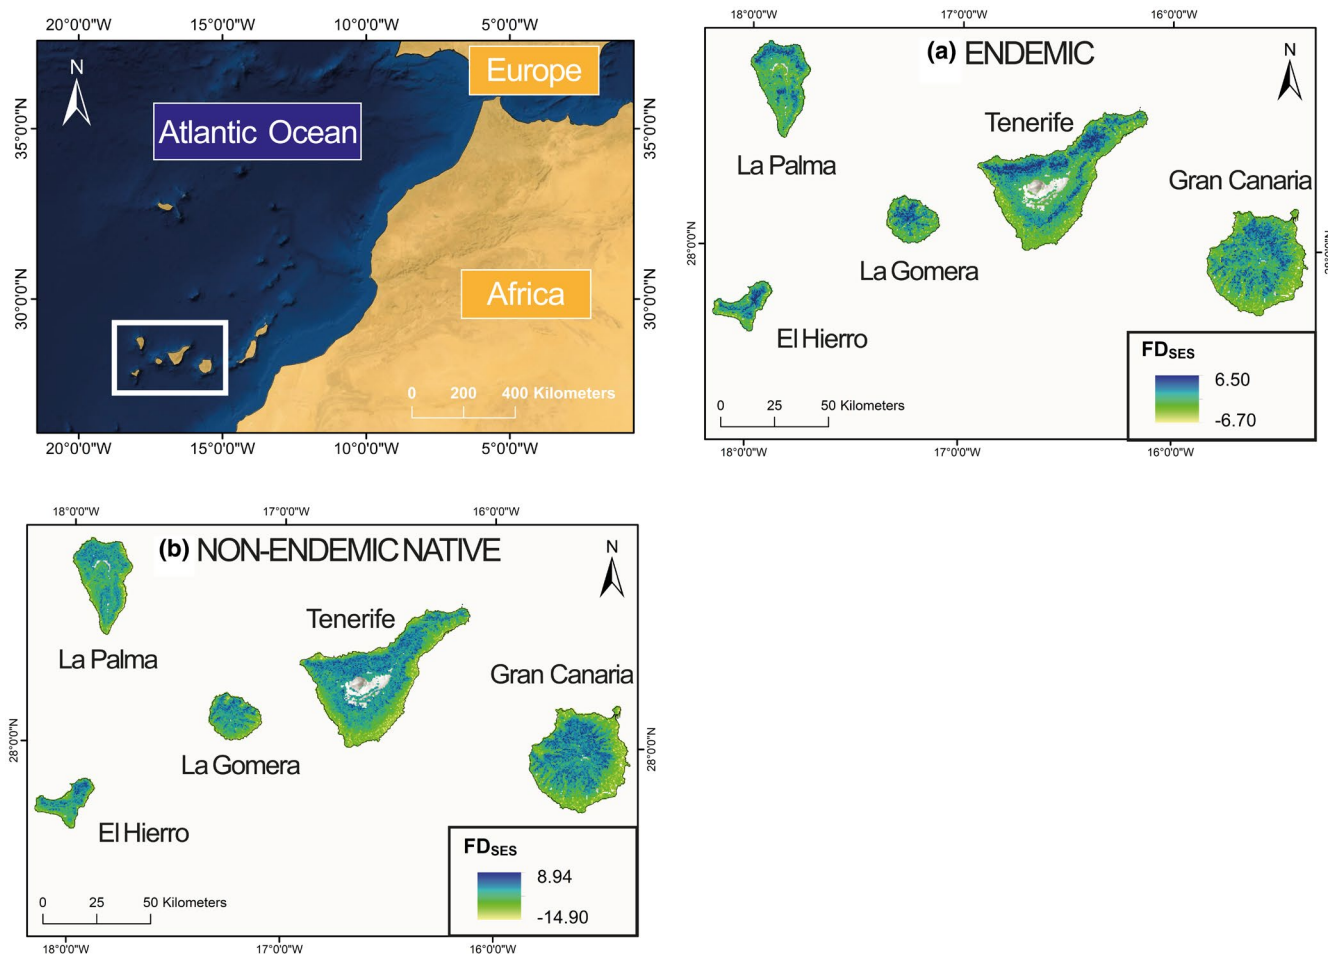 20°0'0"W 15°0'0"W 10°0'0"W 5°0'0"W
N
Europe
Atlantic Ocean
35°0'0"N 35°0'0"N
Africa
30°0'0"N 30°0'0"N
0 200 400 Kilometers
20°0'0"W 15°0'0"W 10°0'0"W 5°0'0"W
18°0'0"W 17°0'0"W 16°0'0"W
(a) ENDEMIC
N
Tenerife
La Palma
Gran Canaria
28°0'0"N
La Gomera
El Hierro
FDSES
6.50
-6.70
0 25 50 Kilometers
18°0'0"W 17°0'0"W 16°0'0"W
18°0'0"W 17°0'0"W 16°0'0"W
(b) NON-ENDEMIC NATIVE
N
Tenerife
La Palma
Gran Canaria
28°0'0"N 28°0'0"N
La Gomera
El Hierro
FDSES
8.94
-14.90
0 25 50 Kilometers
18°0'0"W 17°0'0"W 16°0'0"W